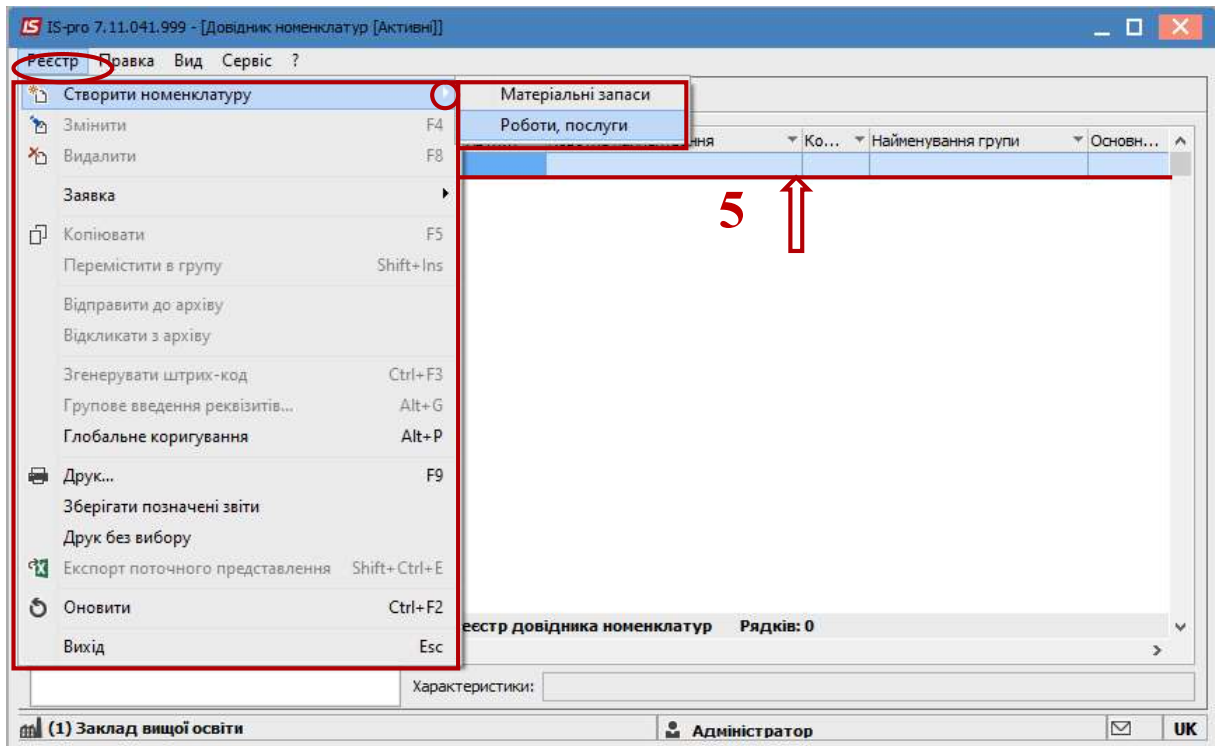 IS-pro 7.11.041.999 - [Довідник номенклатур [Активні]]
Реєстр Правка Вид Сервіс ?
Створити номенклатуру
Матеріальні запаси
Змінити F4
Роботи, послуги
Ко... Найменування групи Основн...
Видалити F8
Заявка
5
Копіювати F5
Перемістити в групу Shift+Ins
Відправити до архіву
Відкликати з архіву
Згенерувати штрих-код Ctrl+F3
Групове введення реквізитів... Alt+G
Глобальне коригування Alt+P
Друк... F9
Зберігати позначені звіти
Друк без вибору
Експорт поточного представлення Shift+Ctrl+E
Оновити Ctrl+F2
еєстр довідника номенклатур Рядків: 0
Вихід Esc
Характеристики:
(1) Заклад вищої освіти Адміністратор UK